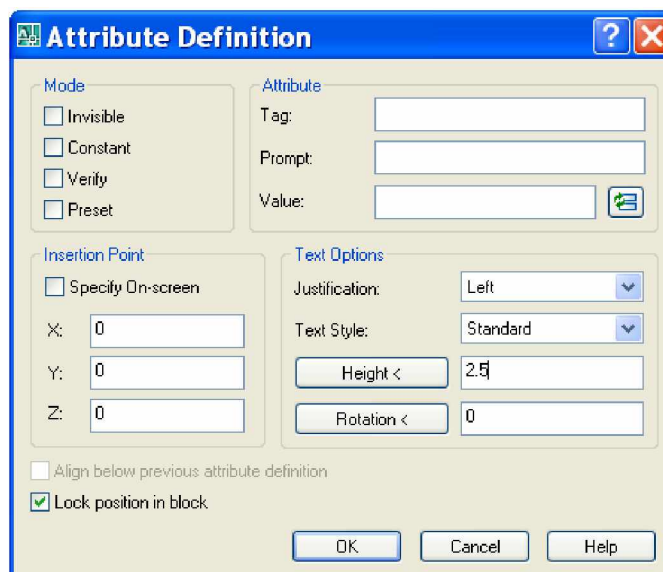 Attribute Definition
Mode
Invisible
Constant
Verify
Preset
Attribute
Tag:
Prompt:
Value:
Insertion Point
Specify On-screen
X: 0
Y: 0
Z: 0
Text Options
Justification: Left
Text Style: Standard
Height < 2.5
Rotation < 0
Align below previous attribute definition
Lock position in block
OK Cancel Help